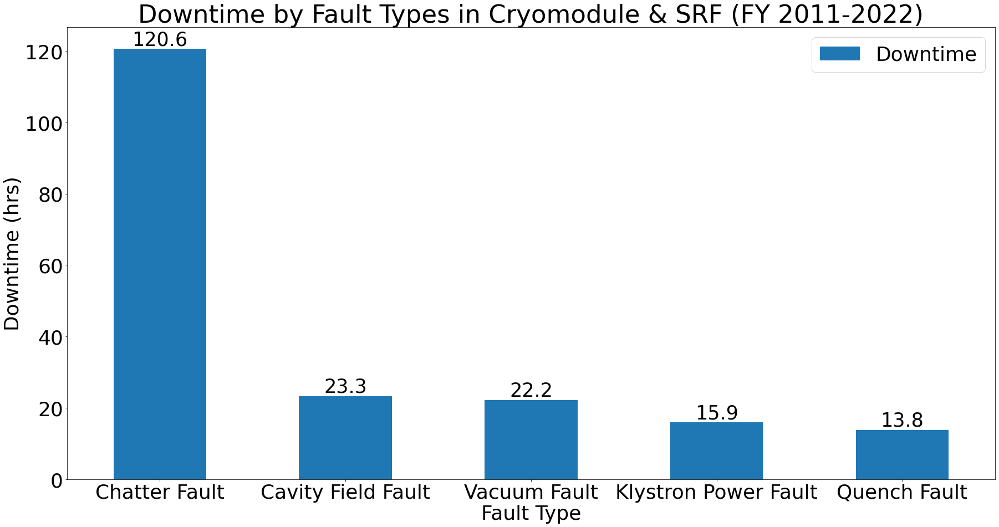 Downtime by Fault Types in Cryomodule & SRF (FY 2011-2022)
Downtime
120.6
23.3
22.2
15.9
13.8
120
100
80
60
40
20
0
Downtime (hrs)
Chatter Fault
Cavity Field Fault
Vacuum Fault
Klystron Power Fault
Quench Fault
Fault Type